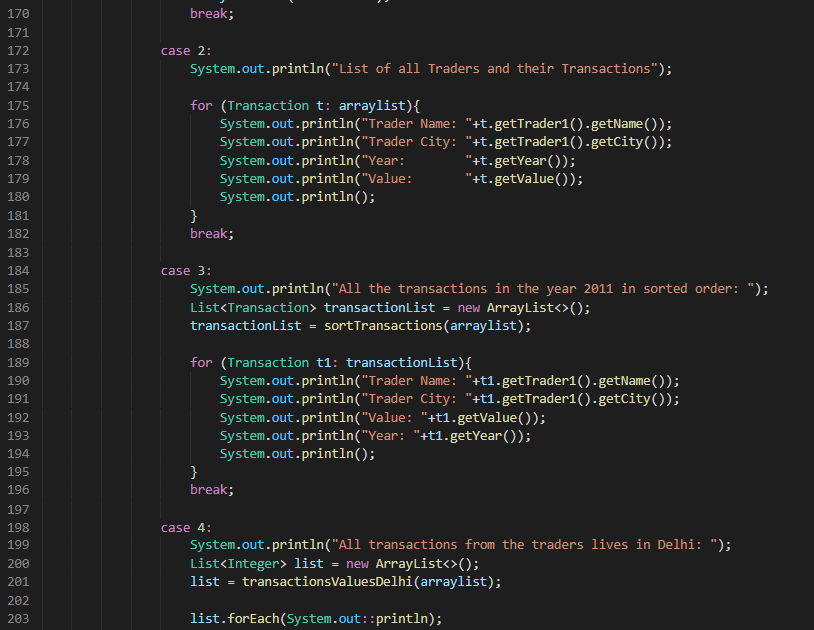 170 break;
171
172 case 2:
173 System.out.println("List of all Traders and their Transactions");
174
175 for (Transaction t: arraylist){
176 System.out.println("Trader Name: "+t.getTrader1().getName());
177 System.out.println("Trader City: "+t.getTrader1().getCity());
178 System.out.println("Year:        "+t.getYear());
179 System.out.println("Value:       "+t.getValue());
180 System.out.println();
181 }
182 break;
183
184 case 3:
185 System.out.println("All the transactions in the year 2011 in sorted order: ");
186 List<Transaction> transactionList = new ArrayList<>();
187 transactionList = sortTransactions(arraylist);
188
189 for (Transaction t1: transactionList){
190 System.out.println("Trader Name: "+t1.getTrader1().getName());
191 System.out.println("Trader City: "+t1.getTrader1().getCity());
192 System.out.println("Value: "+t1.getValue());
193 System.out.println("Year: "+t1.getYear());
194 System.out.println();
195 }
196 break;
197
198 case 4:
199 System.out.println("All transactions from the traders lives in Delhi: ");
200 List<Integer> list = new ArrayList<>();
201 list = transactionsValuesDelhi(arraylist);
202
203 list.forEach(System.out::println);